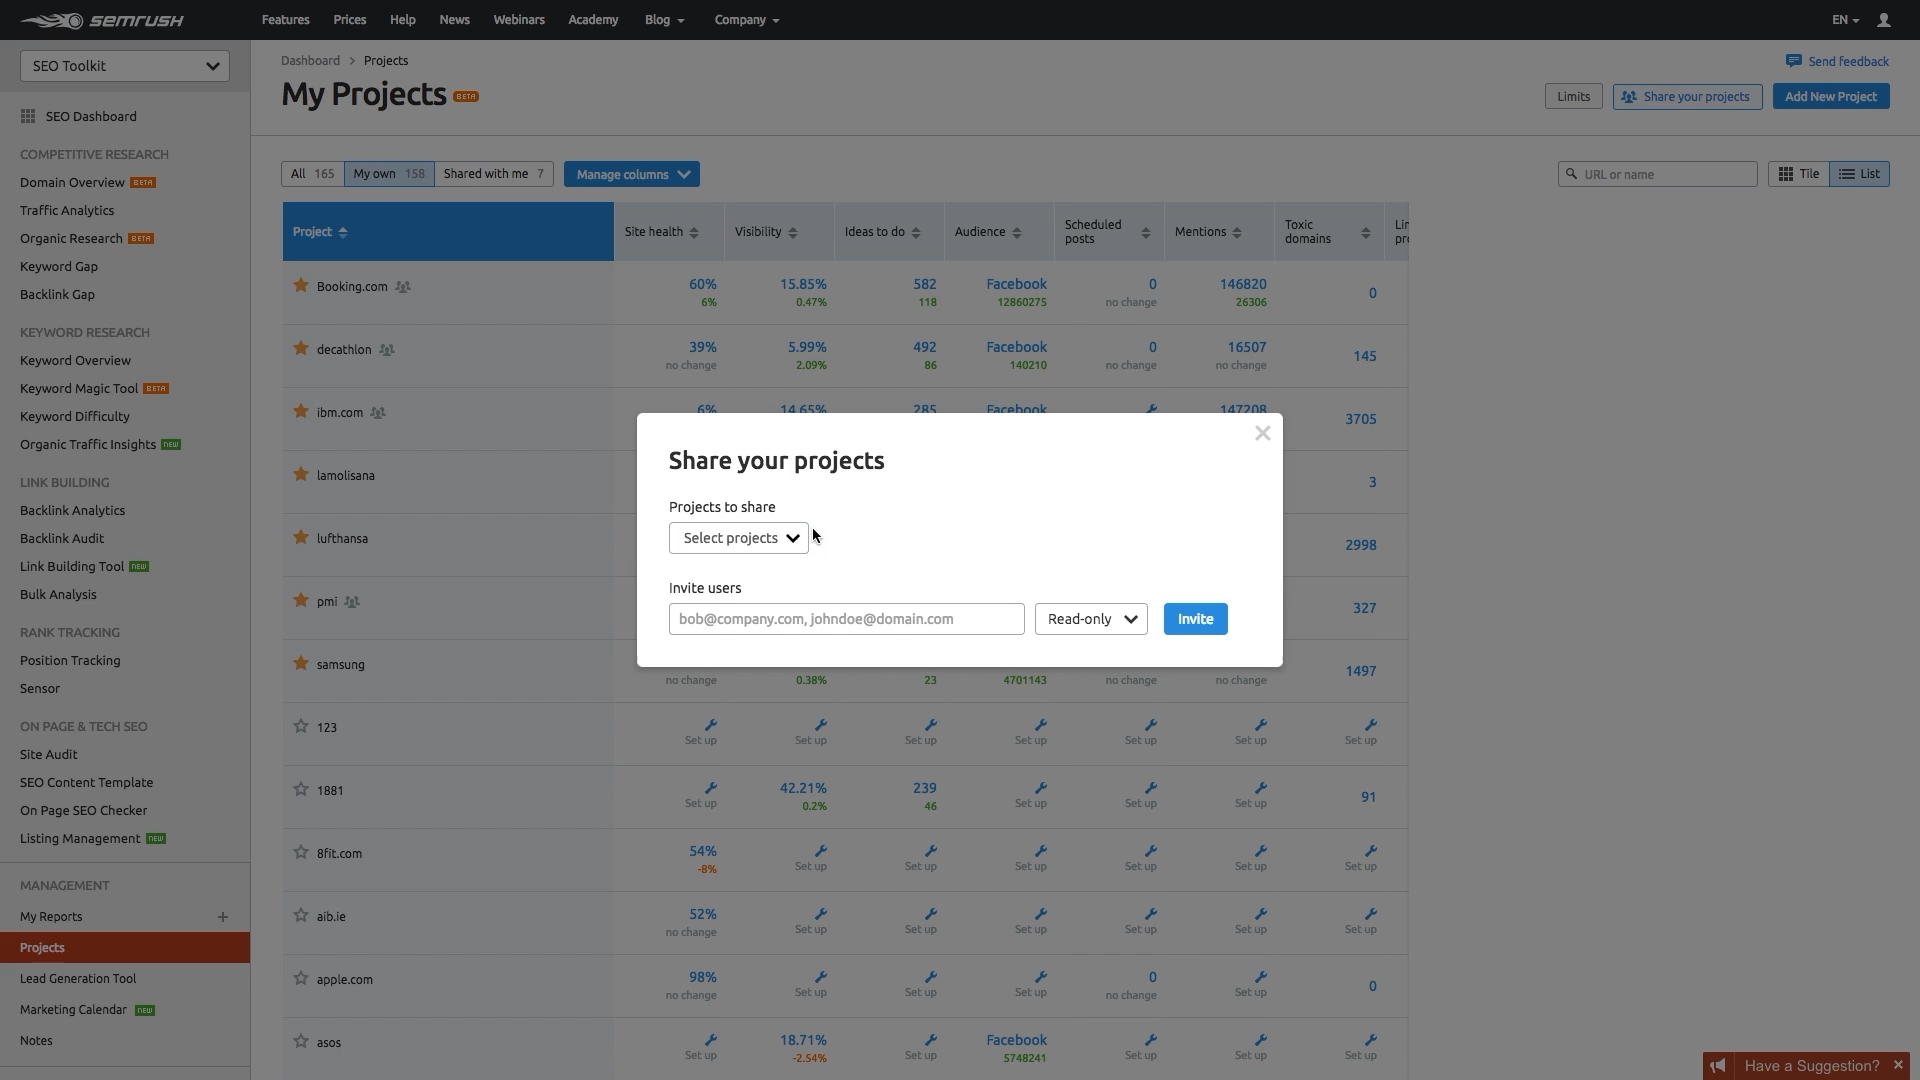 semrush
Features Prices Help News Webinars Academy Blog Company EN
SEO Toolkit
SEO Dashboard
COMPETITIVE RESEARCH
Domain Overview BETA
Traffic Analytics
Organic Research BETA
Keyword Gap
Backlink Gap
KEYWORD RESEARCH
Keyword Overview
Keyword Magic Tool BETA
Keyword Difficulty
Organic Traffic Insights NEW
LINK BUILDING
Backlink Analytics
Backlink Audit
Link Building Tool NEW
Bulk Analysis
RANK TRACKING
Position Tracking
Sensor
ON PAGE & TECH SEO
Site Audit
SEO Content Template
On Page SEO Checker
Listing Management NEW
MANAGEMENT
My Reports +
Projects
Lead Generation Tool
Marketing Calendar NEW
Notes
Dashboard > Projects
Send feedback
My Projects BETA
Limits Share your projects Add New Project
All 165 My own 158 Shared with me 7 Manage columns
URL or name Tile List
Project Site health Visibility Ideas to do Audience Scheduled posts Mentions Toxic domains
Booking.com 60% 15.85% 582 Facebook 0 146820 0
6% 0.47% 118 12860275 no change 26306
decathlon 39% 5.99% 492 Facebook 0 16507 145
no change 2.09% 86 140210 no change no change
ibm.com 6% 14.65% 285 Facebook 147208 3705
lamolisana 3
lufthansa 2998
pmi 327
samsung 1497
no change 0.38% 23 4701143 no change no change
Share your projects
Projects to share
Select projects
Invite users
bob@company.com, johndoe@domain.com Read-only Invite
123
Set up Set up Set up Set up Set up Set up Set up
1881 42.21% 239 91
Set up 0.2% 46 Set up Set up Set up
8fit.com 54%
-8% Set up Set up Set up Set up Set up Set up
aib.ie 52%
no change Set up Set up Set up Set up Set up Set up
apple.com 98% 0 0
no change Set up Set up Set up no change Set up
asos 18.71% Facebook
Set up -2.54% Set up 5748241 Set up Set up Set up
Have a Suggestion?